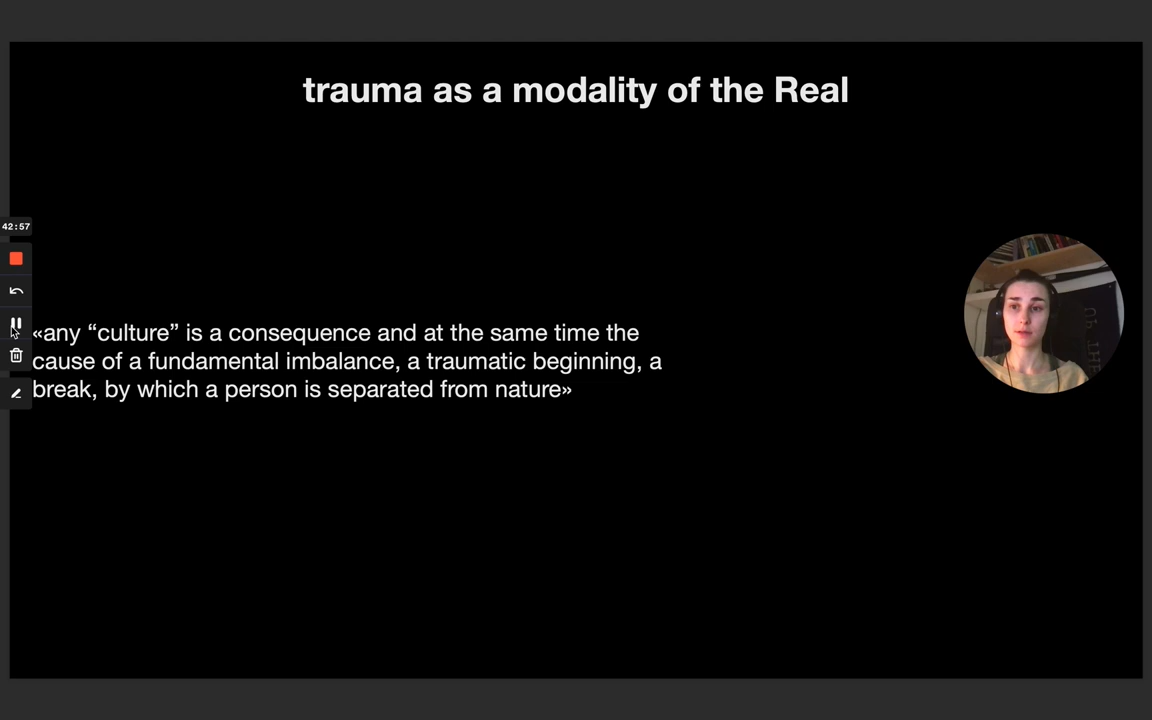 trauma as a modality of the Real
42:57
«any “culture” is a consequence and at the same time the
cause of a fundamental imbalance, a traumatic beginning, a
break, by which a person is separated from nature»